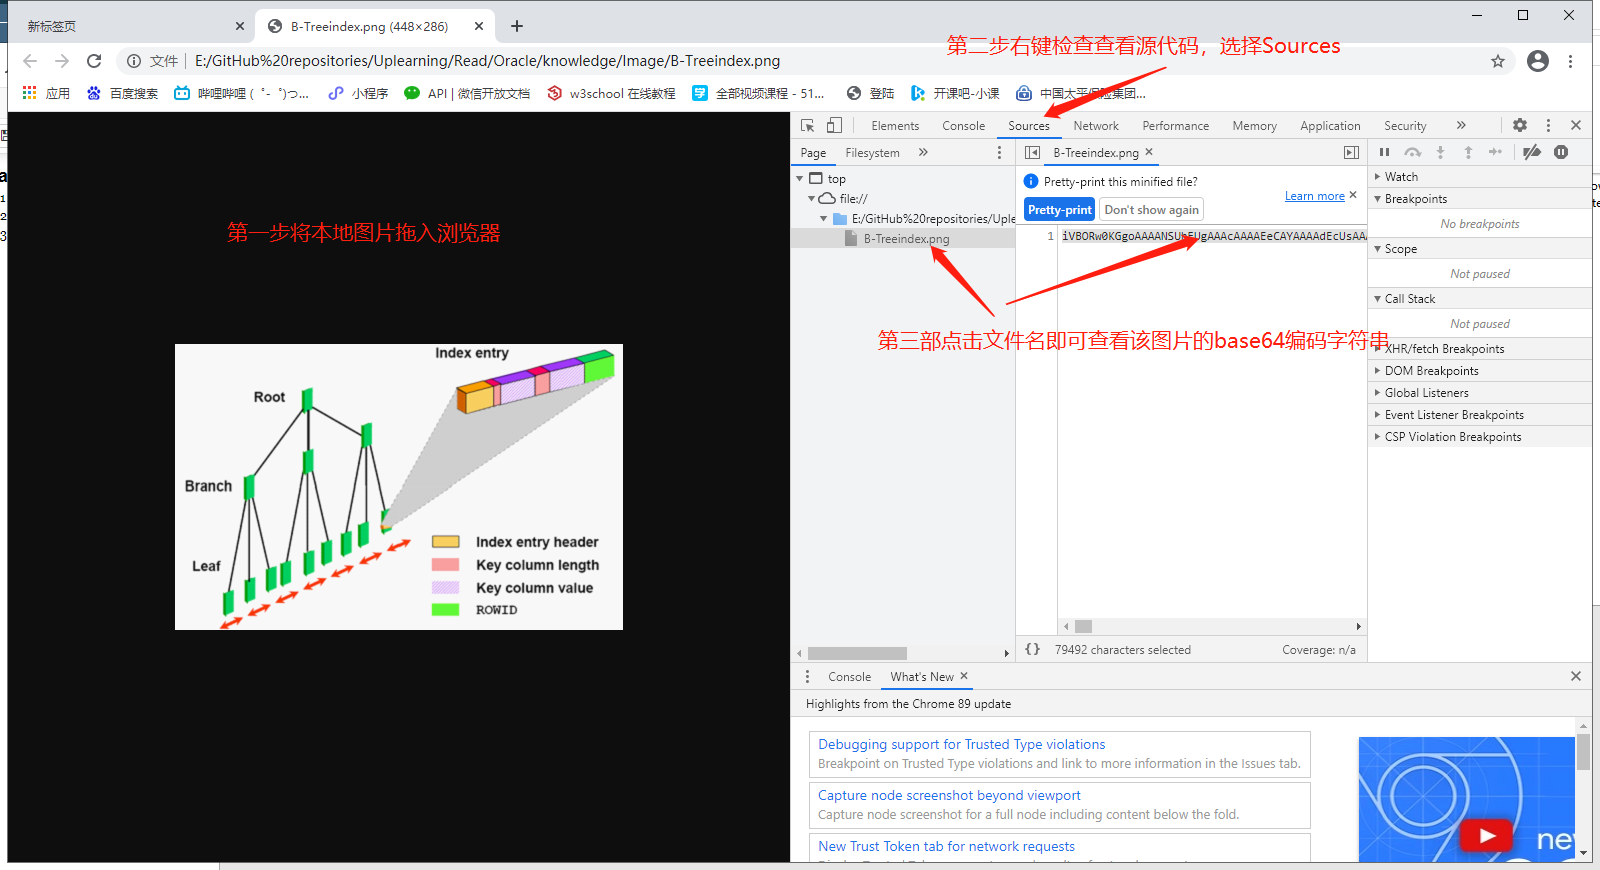 新标签页
B-Treeindex.png (448×286)
第二步右键检查查看源代码，选择Sources
文件 | E:/GitHub%20repositories/Uplearning/Read/Oracle/knowledge/Image/B-Treeindex.png
应用
百度搜索
哔哩哔哩 ( ゜- ゜)つ...
小程序
API | 微信开放文档
w3school 在线教程
全部视频课程 - 51...
登陆
开课吧-小课
中国太平保险集团...
Elements
Console
Sources
Network
Performance
Memory
Application
Security
Page
Filesystem
B-Treeindex.png
top
file://
E:/GitHub%20repositories/Uple
B-Treeindex.png
Pretty-print this minified file?
Learn more
Pretty-print
Don't show again
1
Watch
Breakpoints
No breakpoints
Scope
Not paused
Call Stack
Not paused
XHR/fetch Breakpoints
DOM Breakpoints
Global Listeners
Event Listener Breakpoints
CSP Violation Breakpoints
第一步将本地图片拖入浏览器
第三部点击文件名即可查看该图片的base64编码字符串
Index entry
Root
Branch
Leaf
Index entry header
Key column length
Key column value
ROWID
{} 79492 characters selected
Coverage: n/a
Console
What's New
Highlights from the Chrome 89 update
Debugging support for Trusted Type violations
Breakpoint on Trusted Type violations and link to more information in the Issues tab.
Capture node screenshot beyond viewport
Capture node screenshot for a full node including content below the fold.
New Trust Token tab for network requests